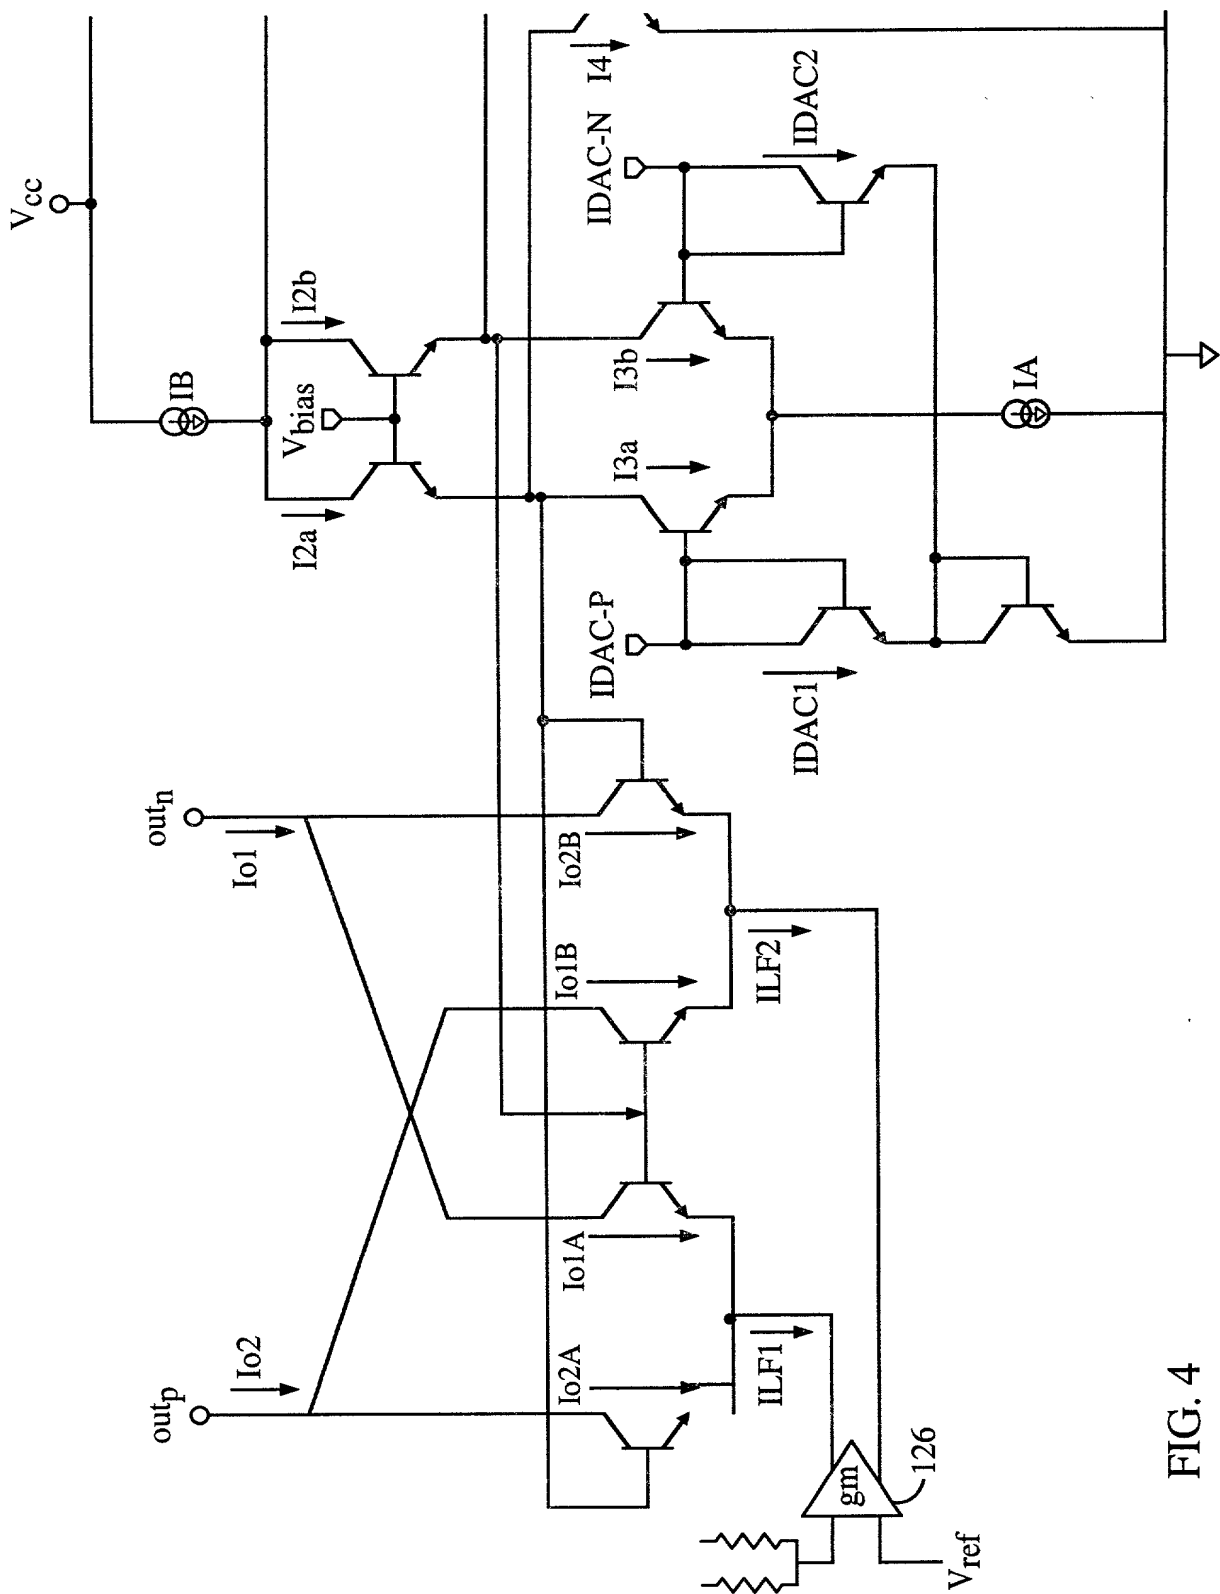 Vcc
IB
I2a
I2b
Vbias
I4
I3a
I3b
IDAC-P
IDAC-N
IDAC1
IDAC2
IA
outp
outn
Io2
Io1
Io2A
Io1A
Io1B
Io2B
ILF1
ILF2
gm
126
Vref
FIG. 4